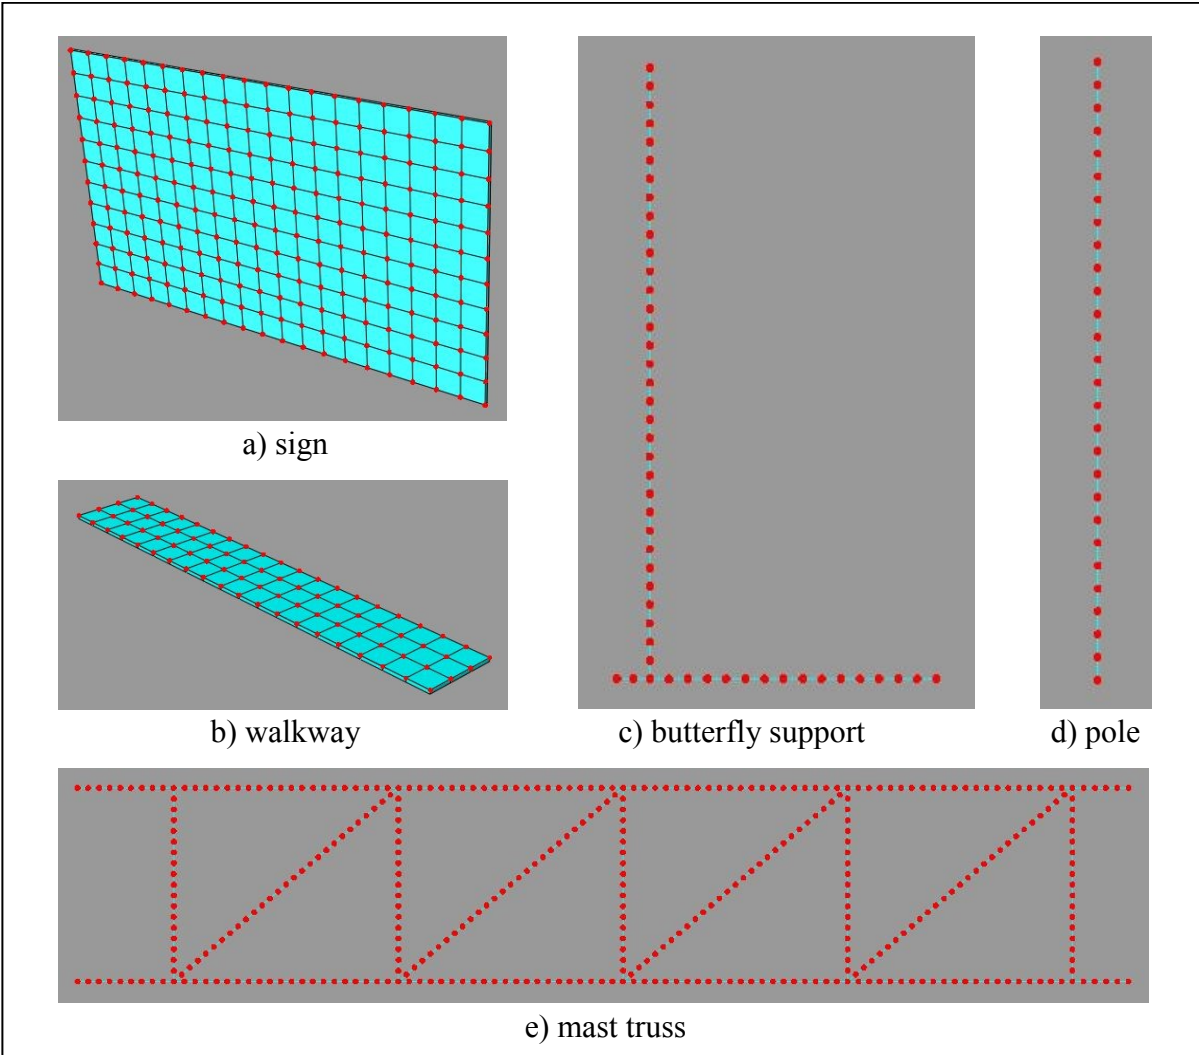 a) sign
b) walkway
c) butterfly support
d) pole
e) mast truss